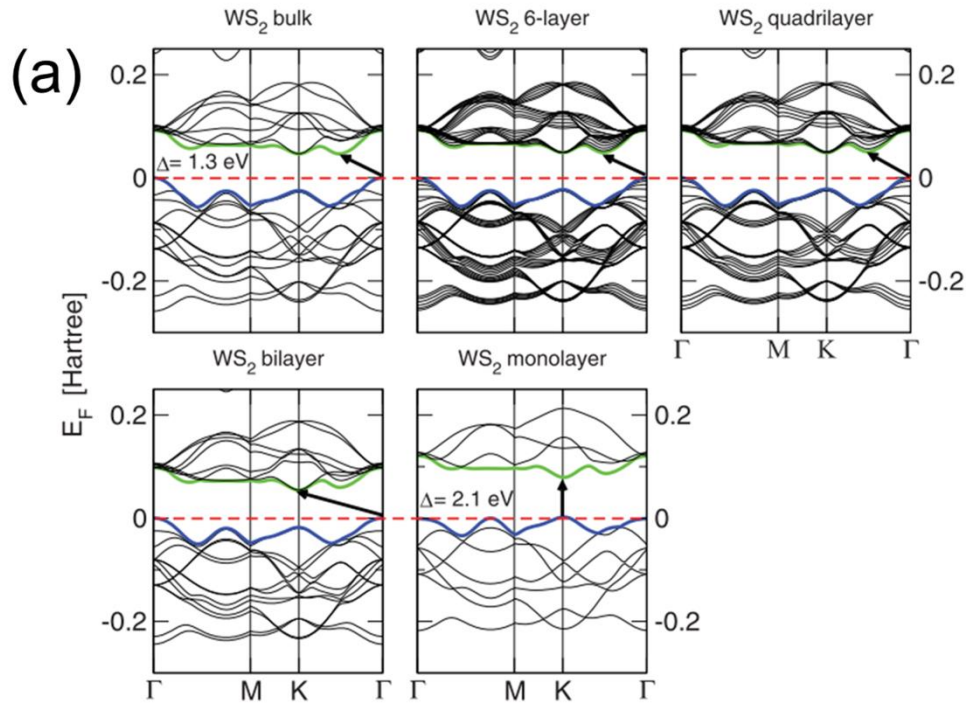 WS₂ bulk
WS₂ 6-layer
WS₂ quadrilayer
(a)
0.2
0.2
Δ= 1.3 eV
0
0
-0.2
-0.2
Γ M K Γ
E_F [Hartree]
WS₂ bilayer
WS₂ monolayer
0.2
0.2
Δ= 2.1 eV
0
0
-0.2
-0.2
Γ M K Γ
Γ M K Γ